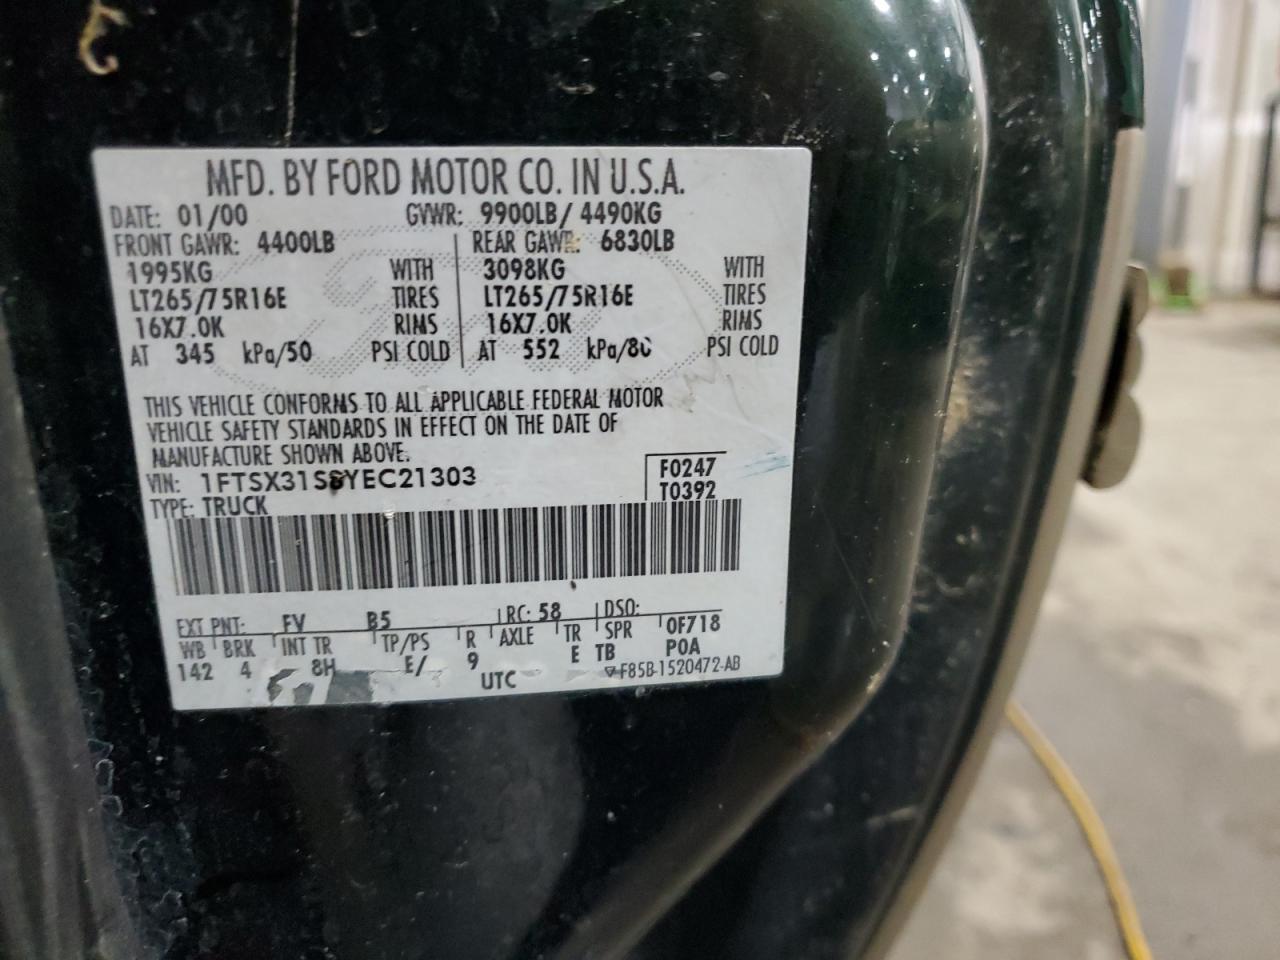 MFD. BY FORD MOTOR CO. IN U.S.A.
DATE: 01/00 GVWR: 9900LB/ 4490KG
FRONT GAWR: 4400LB REAR GAWR: 6830LB
1995KG WITH 3098KG WITH
LT265/75R16E TIRES LT265/75R16E TIRES
16X7.0K RIMS 16X7.0K RIMS
AT 345 kPa/50 PSI COLD AT 552 kPa/80 PSI COLD
THIS VEHICLE CONFORMS TO ALL APPLICABLE FEDERAL MOTOR
VEHICLE SAFETY STANDARDS IN EFFECT ON THE DATE OF
MANUFACTURE SHOWN ABOVE.
VIN: 1FTSX31S8YEC21303 F0247
TYPE: TRUCK T0392
EXT PNT: FV B5 RC: 58 DSO:
WB BRK INT TR TP/PS R AXLE TR SPR 0F718
142 4 8H E/ 9 E TB POA
UTC ▽F85B-1520472-AB